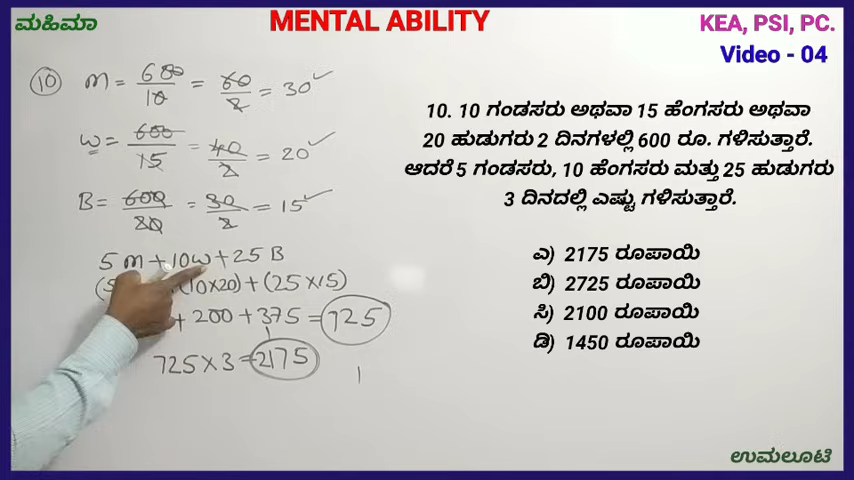 ಮಹಿಮಾ
MENTAL ABILITY
KEA, PSI, PC.
Video - 04
10 m = 600/10 = 60/2 = 30 ✓
w = 600/15 = 40/2 = 20 ✓
B = 600/20 = 30/2 = 15 ✓
5 m + 10w + 25 B
(5 (10×20) + (25 ×15)
+ 200 + 375 = 725
725 × 3 = 2175
10. 10 ಗಂಡಸರು ಅಥವಾ 15 ಹೆಂಗಸರು ಅಥವಾ
20 ಹುಡುಗರು 2 ದಿನಗಳಲ್ಲಿ 600 ರೂ. ಗಳಿಸುತ್ತಾರೆ.
ಆದರೆ 5 ಗಂಡಸರು, 10 ಹೆಂಗಸರು ಮತ್ತು 25 ಹುಡುಗರು
3 ದಿನದಲ್ಲಿ ಎಷ್ಟು ಗಳಿಸುತ್ತಾರೆ.
ಎ) 2175 ರೂಪಾಯಿ
ಬಿ) 2725 ರೂಪಾಯಿ
ಸಿ) 2100 ರೂಪಾಯಿ
ಡಿ) 1450 ರೂಪಾಯಿ
ಉಮಲೂಟಿ